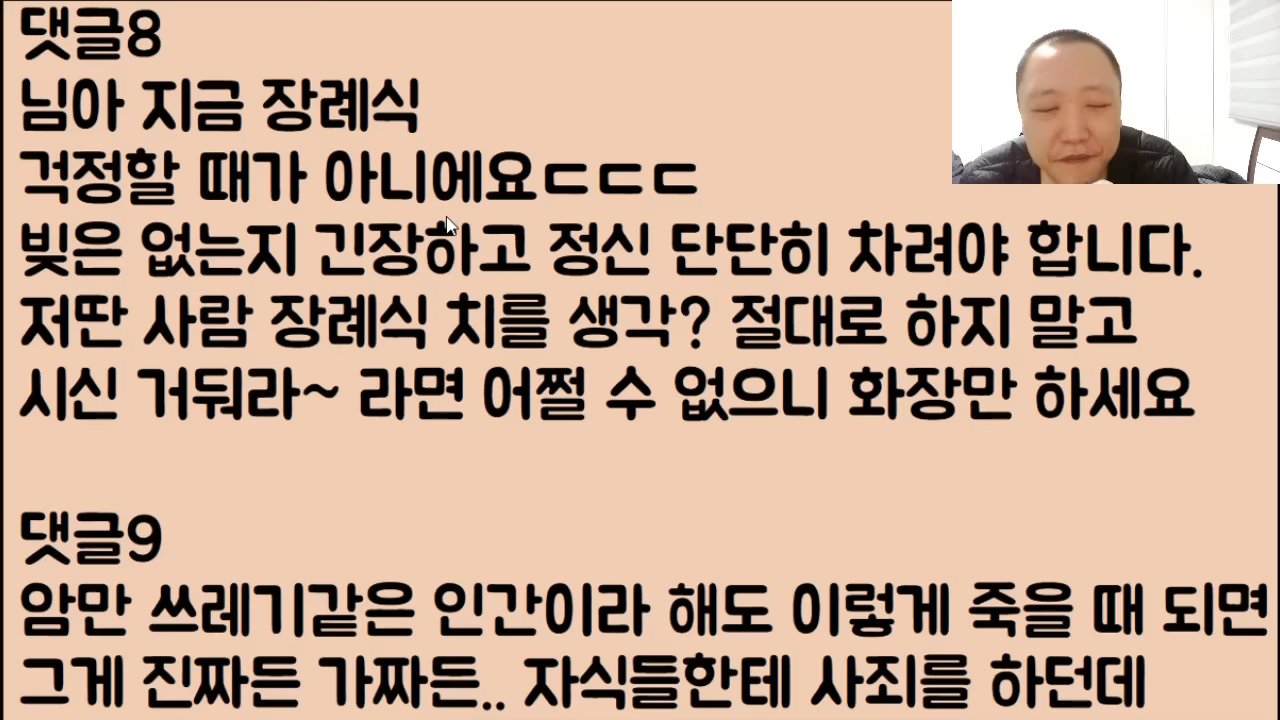 댓글8
님아 지금 장례식
걱정할 때가 아니에요ㄷㄷㄷ
빚은 없는지 긴장하고 정신 단단히 차려야 합니다.
저딴 사람 장례식 치를 생각? 절대로 하지 말고
시신 거둬라~ 라면 어쩔 수 없으니 화장만 하세요
댓글9
암만 쓰레기같은 인간이라 해도 이렇게 죽을 때 되면
그게 진짜든 가짜든.. 자식들한테 사죄를 하던데